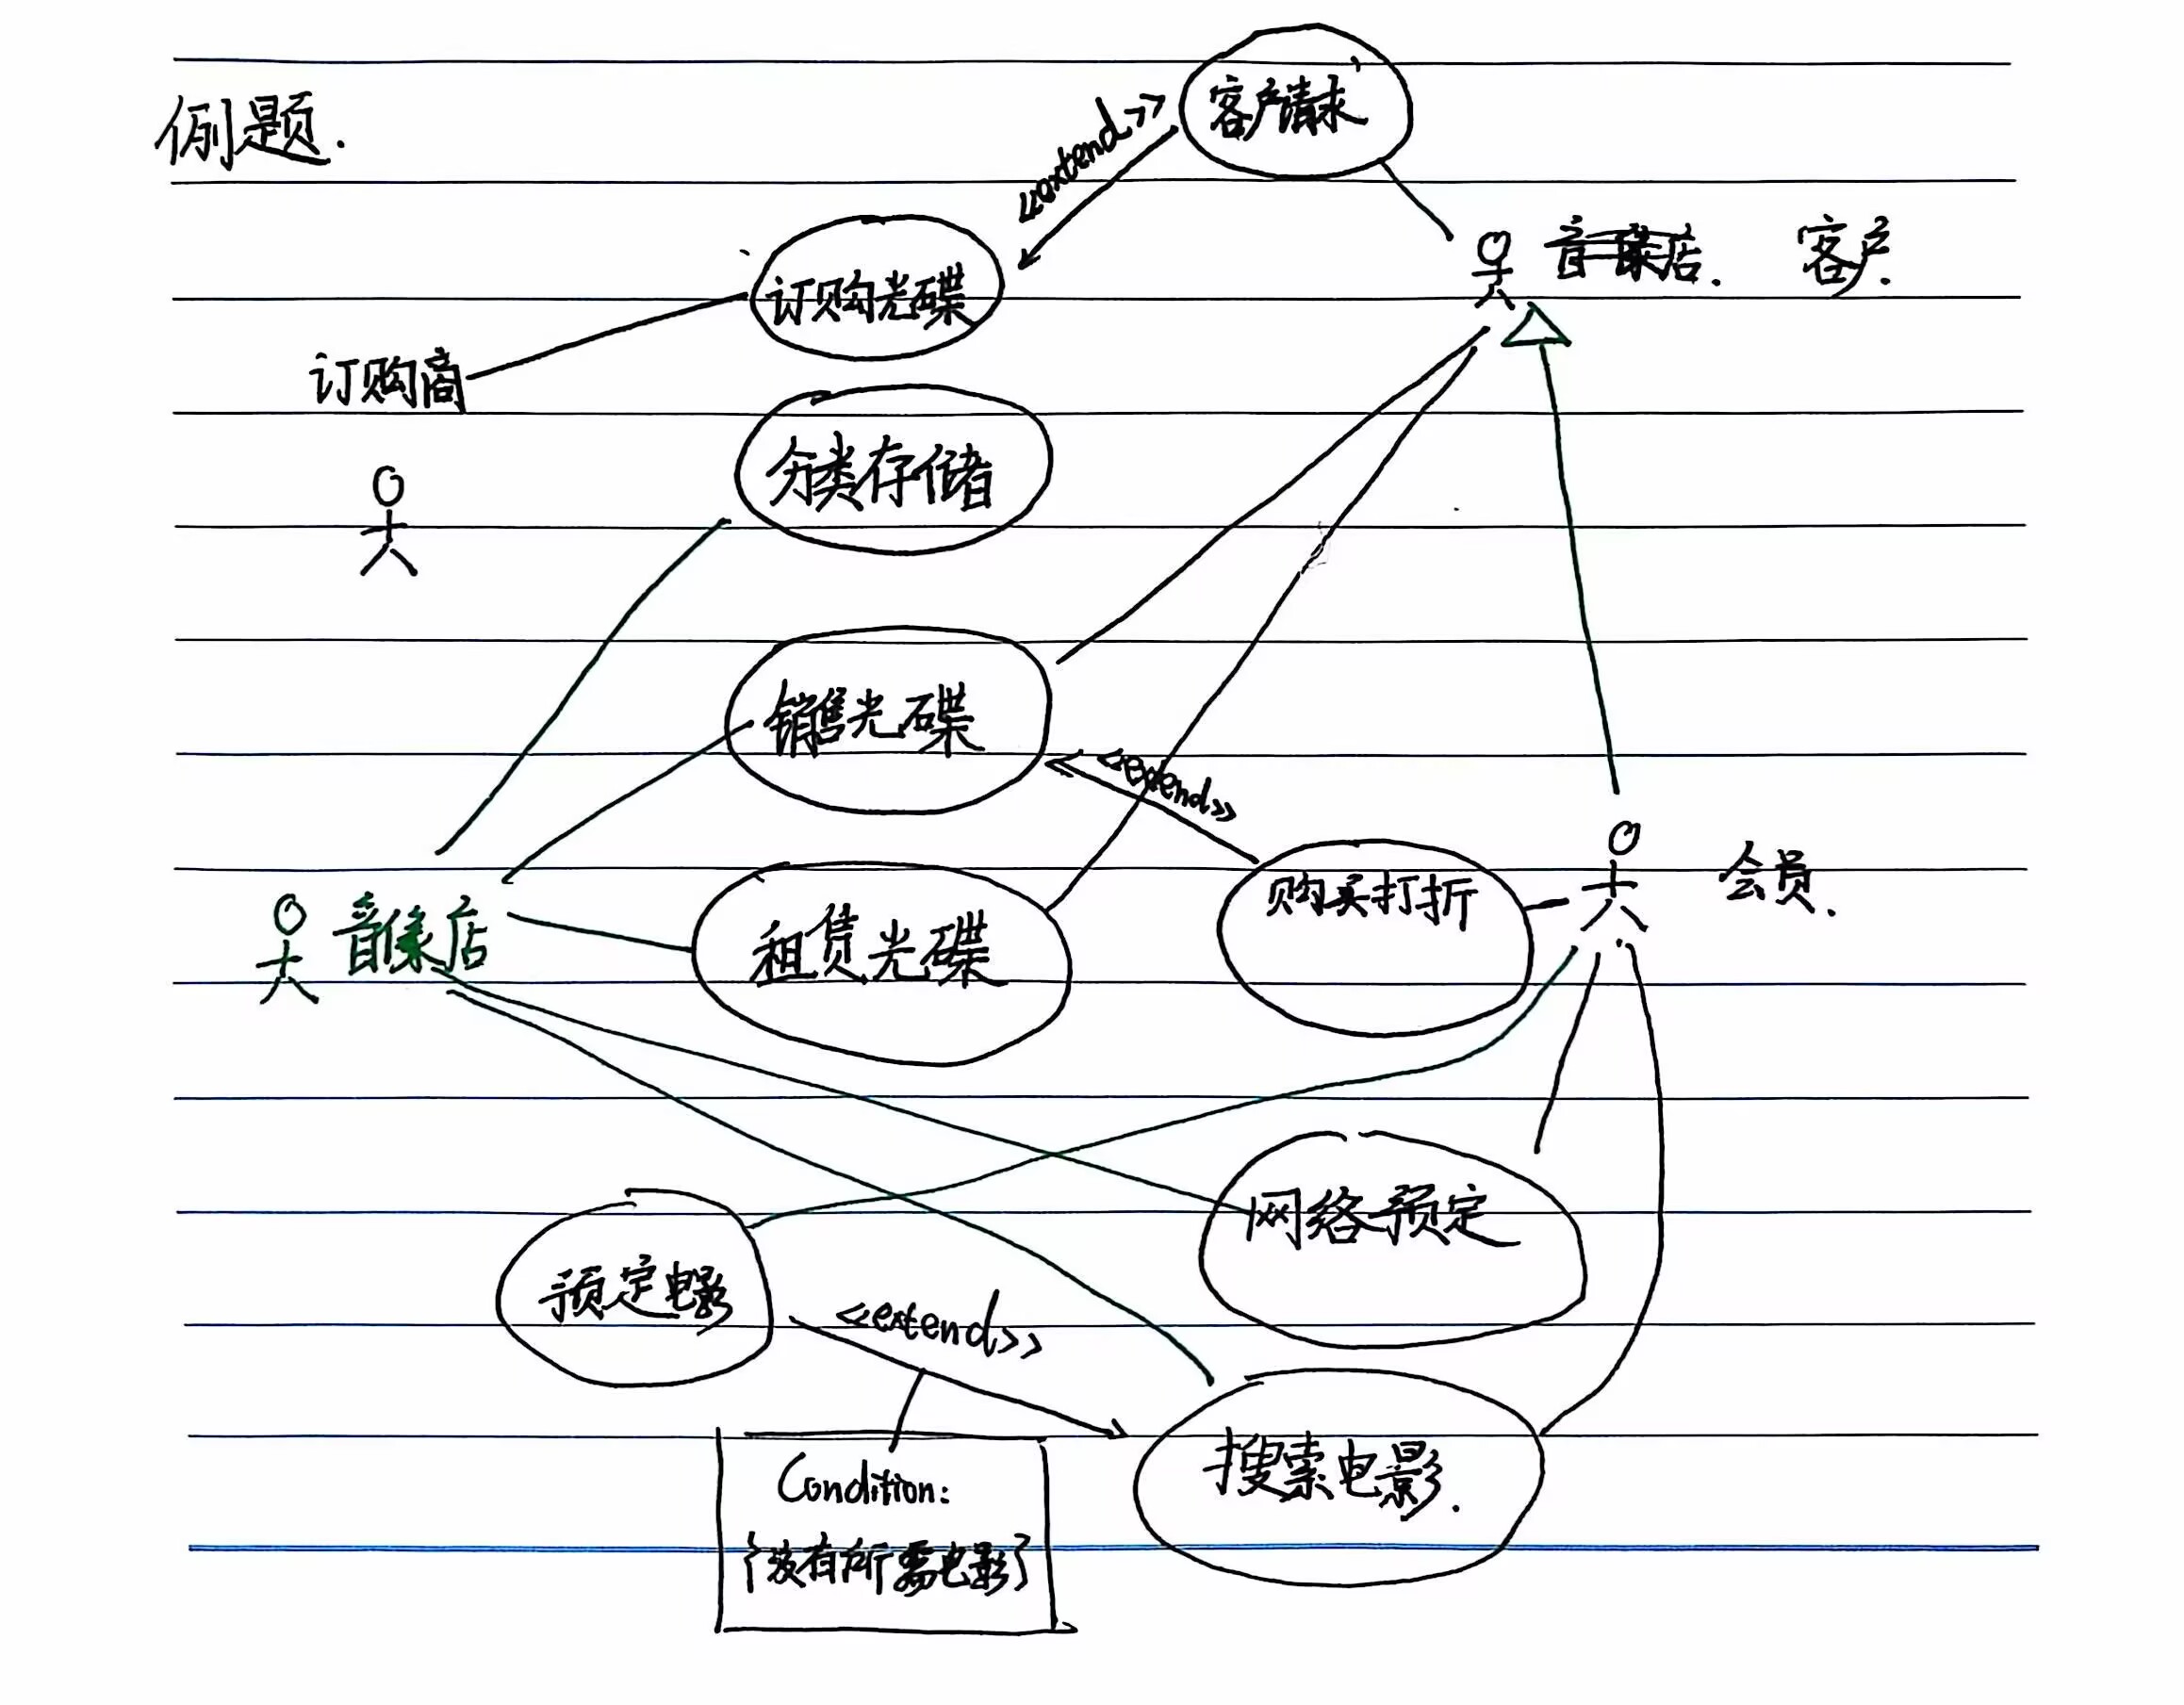 例题.
客户请求
<<extend>>
音像店. 客户.
订购光碟
订购商
分类存储
销售光碟
<<extend>>
购买打折
会员.
音像店
租赁光碟
网络预定
预定电影
<<extend>>
搜索电影.
Condition:
{没有所需电影}